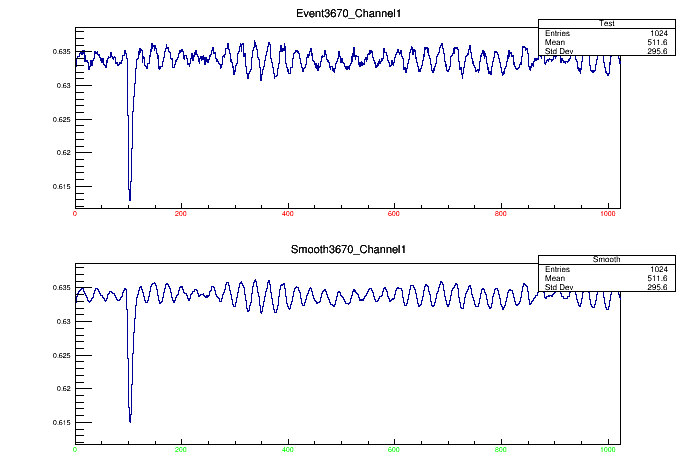 Event3670_Channel1
Test
Entries 1024
Mean 511.6
Std Dev 295.6
0.635
0.63
0.625
0.62
0.615
0 200 400 600 800 1000
Smooth3670_Channel1
Smooth
Entries 1024
Mean 511.6
Std Dev 295.6
0.635
0.63
0.625
0.62
0.615
0 200 400 600 800 1000